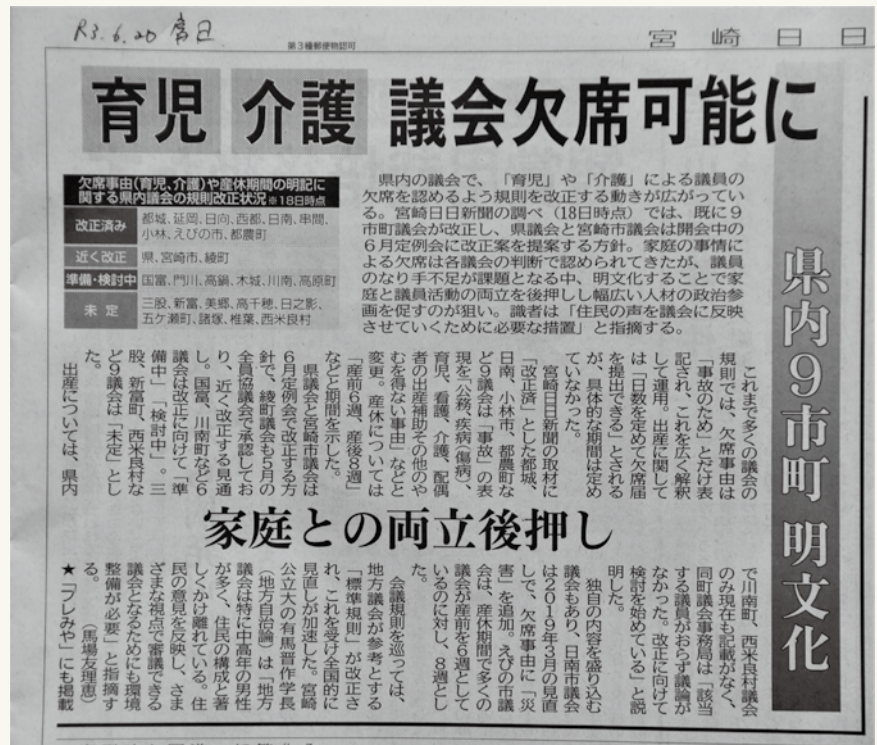 R3.6.20 宮日
第3種郵便物認可
宮崎日日
育児 介護 議会欠席可能に
県内9市町 明文化
欠席事由(育児、介護)や産休期間の明記に
関する県内議会の規則改正状況 ※18日時点
改正済み
都城、延岡、日向、西都、日南、串間、
小林、えびの市、都農町
近く改正
県、宮崎市、綾町
準備・検討中
国富、門川、高鍋、木城、川南、高原町
未定
三股、新富、美郷、高千穂、日之影、
五ケ瀬町、諸塚、椎葉、西米良村
県内の議会で、「育児」や「介護」による議員の
欠席を認めるよう規則を改正する動きが広がってい
る。宮崎日日新聞の調べ(18日時点)では、既に9
市町議会が改正し、県議会と宮崎市議会は開会中の
6月定例会に改正案を提案する方針。家庭の事情に
よる欠席は各議会の判断で認められてきたが、議員
のなり手不足が課題となる中、明文化することで家
庭と議員活動の両立を後押しし幅広い人材の政治参
画を促すのが狙い。識者は「住民の声を議会に反映
させていくために必要な措置」と指摘する。
これまで多くの議会の
規則では、欠席事由は
「事故のため」とだけ表
記され、これを広く解釈
して運用。出産に関して
は「日数を定めて欠席届
を提出できる」とされる
が、具体的な期間は定め
ていなかった。
宮崎日日新聞の取材に
「改正済」とした都城、
日南、小林市、都農町な
ど9議会は「事故」の表
現を「公務、疾病(傷病)、
育児、看護、介護、配偶
者の出産補助その他のや
むを得ない事由」などと
変更。産休については
「産前6週、産後8週」
などと期間を示した。
県議会と宮崎市議会は
6月定例会で改正する方
針で、綾町議会も5月の
全員協議会で承認してお
り、近く改正する見通
し。国富、川南町など6
議会は改正に向けて「準
備中」「検討中」。三
股、新富町、西米良村な
ど9議会は「未定」とし
た。
出産については、県内
家庭との両立後押し
で川南町、西米良村議会
のみ現在も記載がなく、
同町議会事務局は「該当
する議員がおらず議論が
なかった。改正に向けて
検討を始めている」と説
明した。
独自の内容を盛り込む
議会もあり、日南市議会
は2019年3月の見直
しで、欠席事由に「災
害」を追加。えびの市議
会は、産休期間で多くの
議会が産前を6週として
いるのに対し、8週とし
た。
会議規則を巡っては、
地方議会が参考とする
「標準規則」が改正さ
れ、これを受け全国的に
見直しが加速した。宮崎
公立大の有馬晋作学長
(地方自治論)は「地方
議会は特に中高年の男性
が多く、住民の構成と著
しくかけ離れている。住
民の意見を反映し、さま
ざまな視点で審議できる
議会となるためにも環境
整備が必要」と指摘す
る。 (馬場友理恵)
★「フレみや」にも掲載